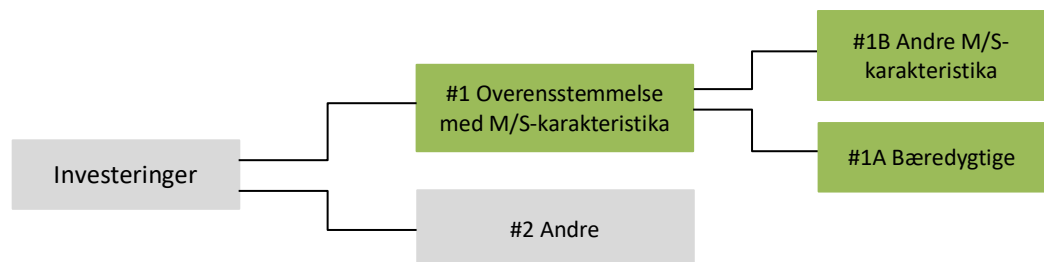 #1B Andre M/S-
karakteristika
#1 Overensstemmelse
med M/S-karakteristika
#1A Bæredygtige
Investeringer
#2 Andre